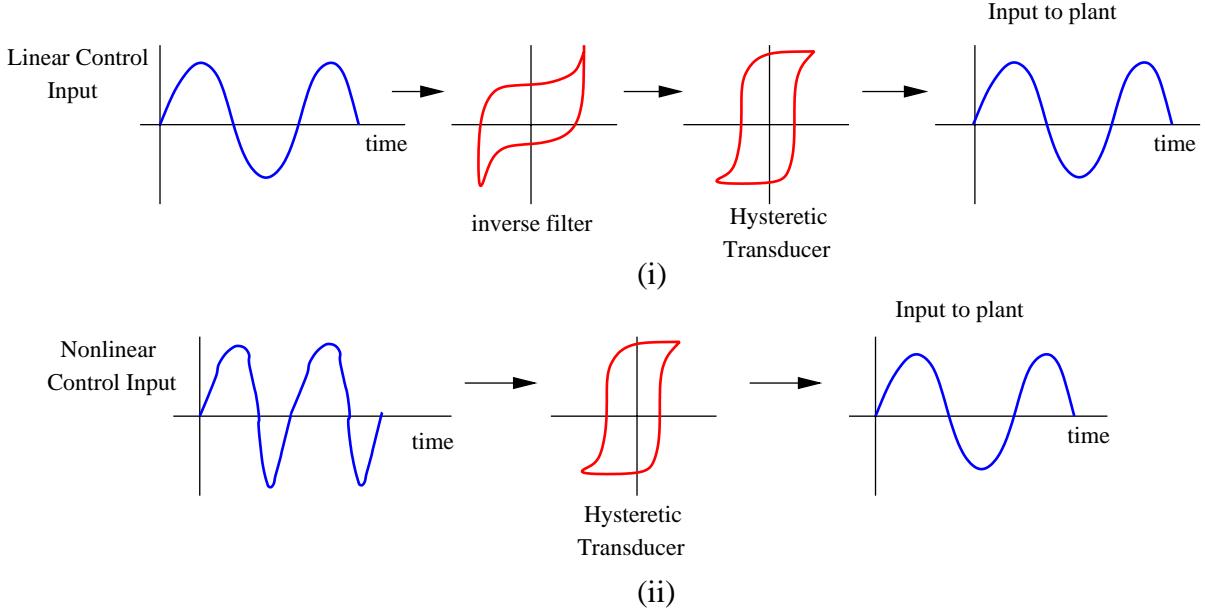 Input to plant
Linear Control
Input
time
time
inverse filter
Hysteretic
Transducer
(i)
Input to plant
Nonlinear
Control Input
time
time
Hysteretic
Transducer
(ii)